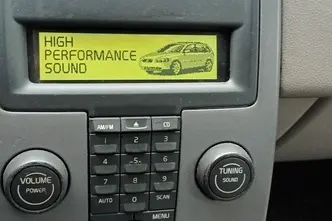 HIGH
PERFORMANCE
SOUND
AM/FM ▲ CD
1 2 3
4 -5- 6
7 8 9
AUTO 0 SCAN
MENU
VOLUME
POWER
TUNING
SOUND